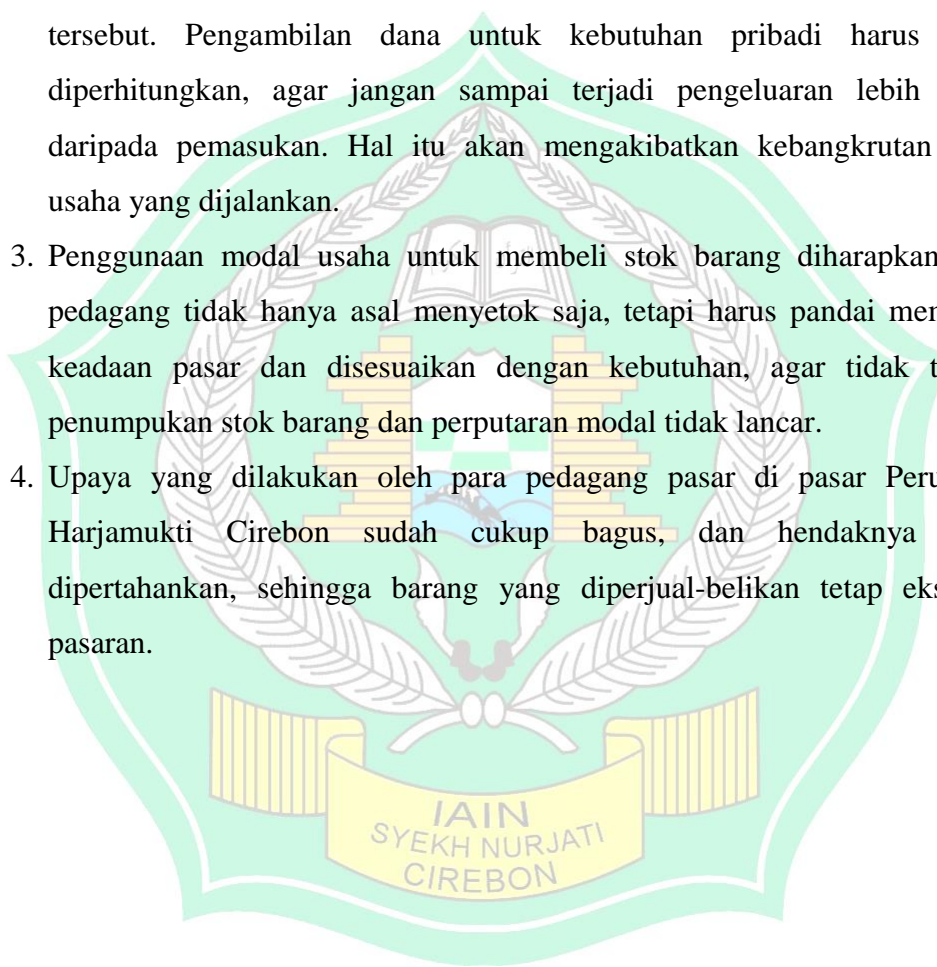 tersebut. Pengambilan dana untuk kebutuhan pribadi harus
diperhitungkan, agar jangan sampai terjadi pengeluaran lebih
daripada pemasukan. Hal itu akan mengakibatkan kebangkrutan
usaha yang dijalankan.
3. Penggunaan modal usaha untuk membeli stok barang diharapkan
pedagang tidak hanya asal menyetok saja, tetapi harus pandai men
keadaan pasar dan disesuaikan dengan kebutuhan, agar tidak t
penumpukan stok barang dan perputaran modal tidak lancar.
4. Upaya yang dilakukan oleh para pedagang pasar di pasar Peru
Harjamukti Cirebon sudah cukup bagus, dan hendaknya
dipertahankan, sehingga barang yang diperjual-belikan tetap eks
pasaran.
IAIN
SYEKH NURJATI
CIREBON